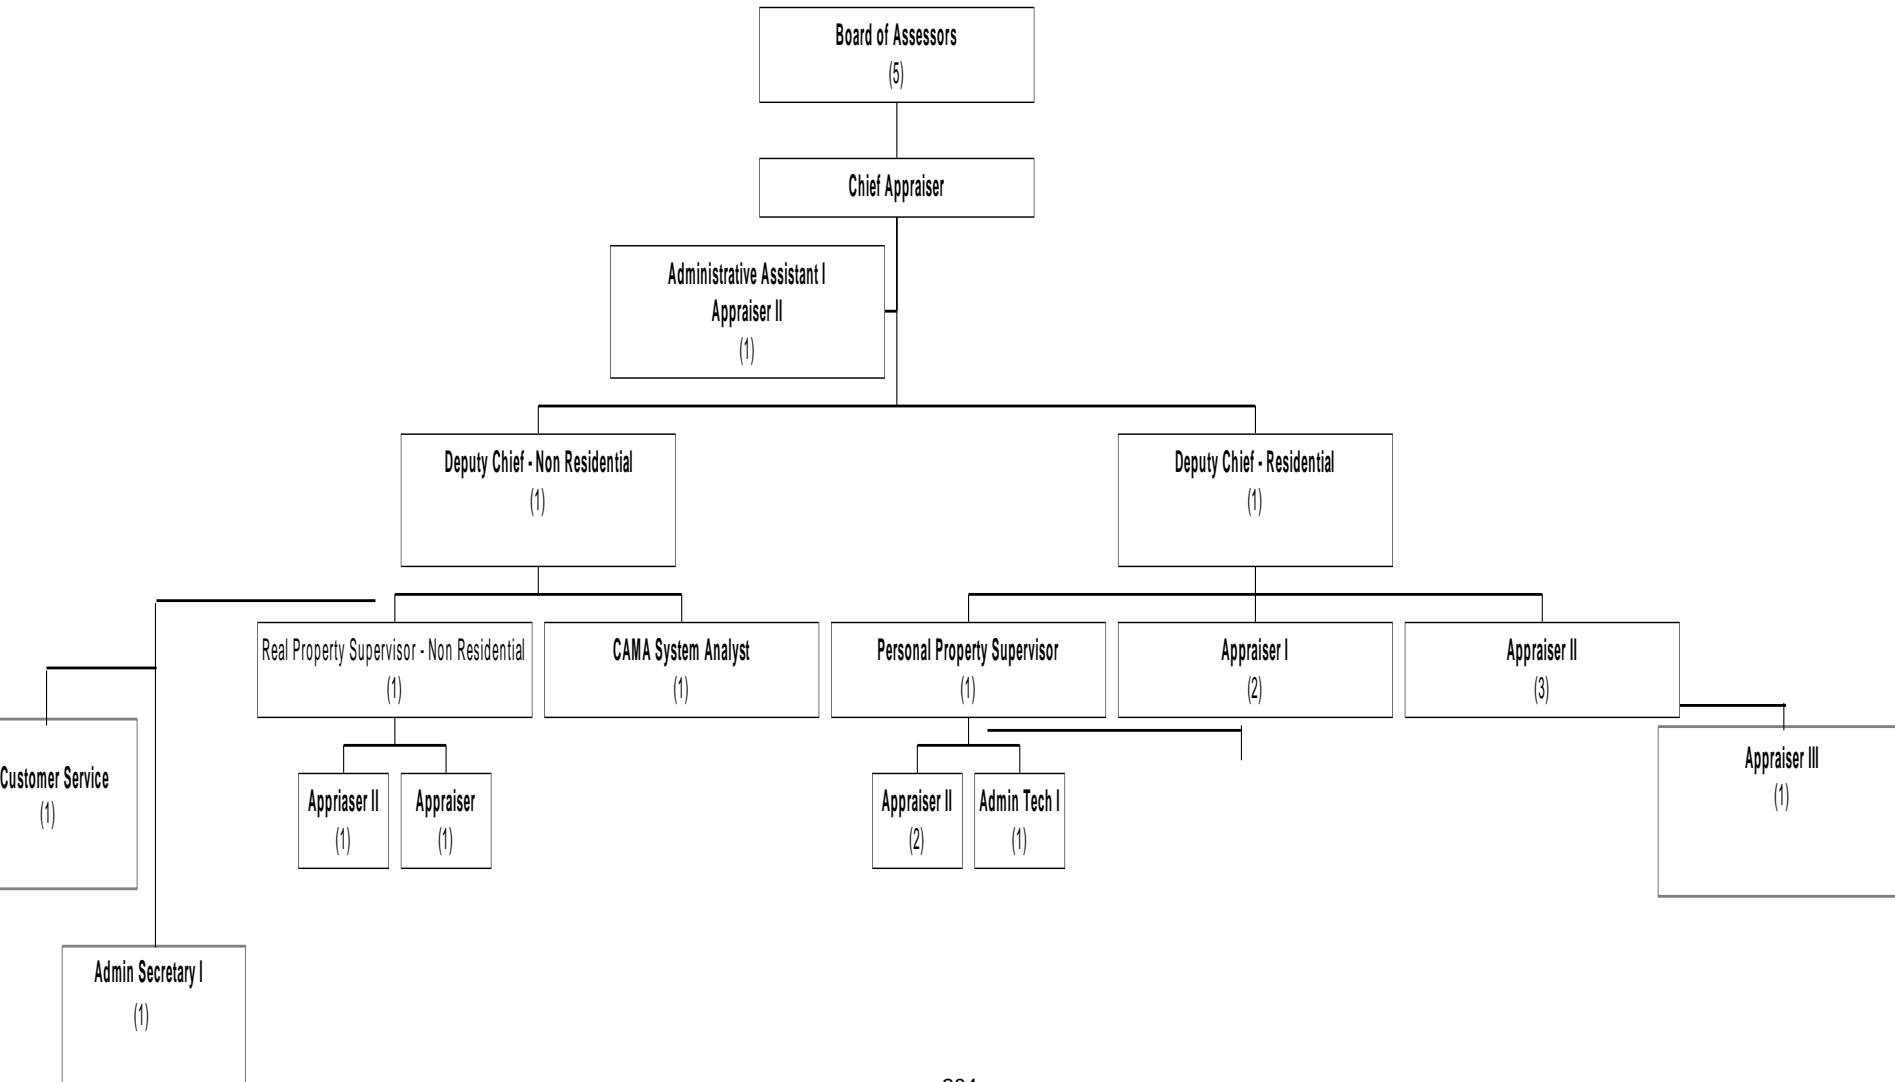 Board of Assessors
(5)
Chief Appraiser
Administrative Assistant I
Appraiser II
(1)
Deputy Chief - Non Residential
(1)
Deputy Chief - Residential
(1)
Real Property Supervisor - Non Residential
(1)
CAMA System Analyst
(1)
Personal Property Supervisor
(1)
Appraiser I
(2)
Appraiser II
(3)
Customer Service
(1)
Appriaser II
(1)
Appraiser
(1)
Appraiser II
(2)
Admin Tech I
(1)
Appraiser III
(1)
Admin Secretary I
(1)